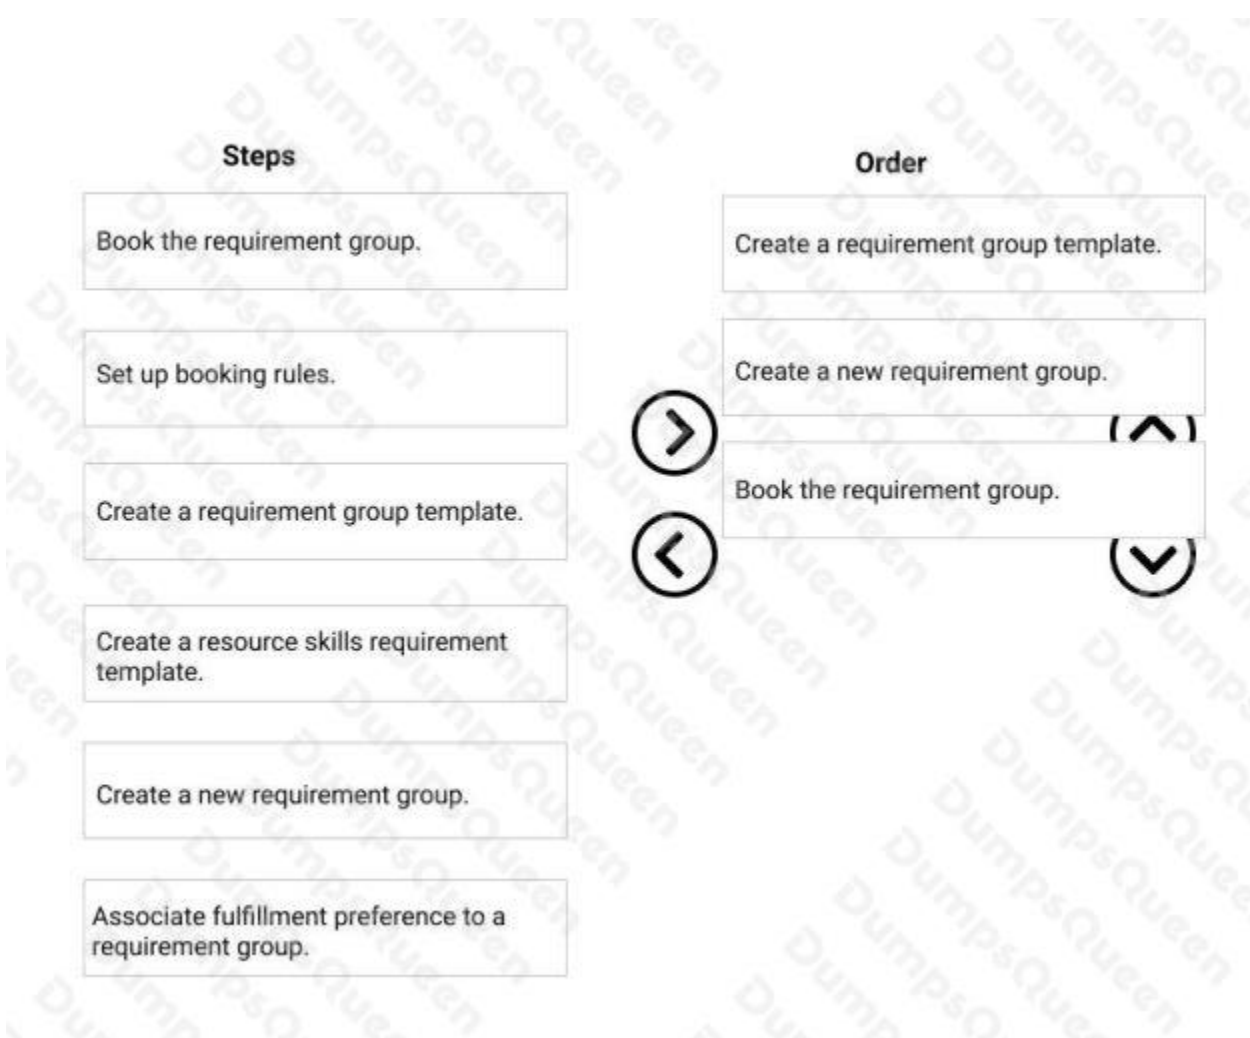 Steps
Book the requirement group.
Set up booking rules.
Create a requirement group template.
Create a resource skills requirement
template.
Create a new requirement group.
Associate fulfillment preference to a
requirement group.
Order
Create a requirement group template.
Create a new requirement group.
Book the requirement group.
DumpsQueen